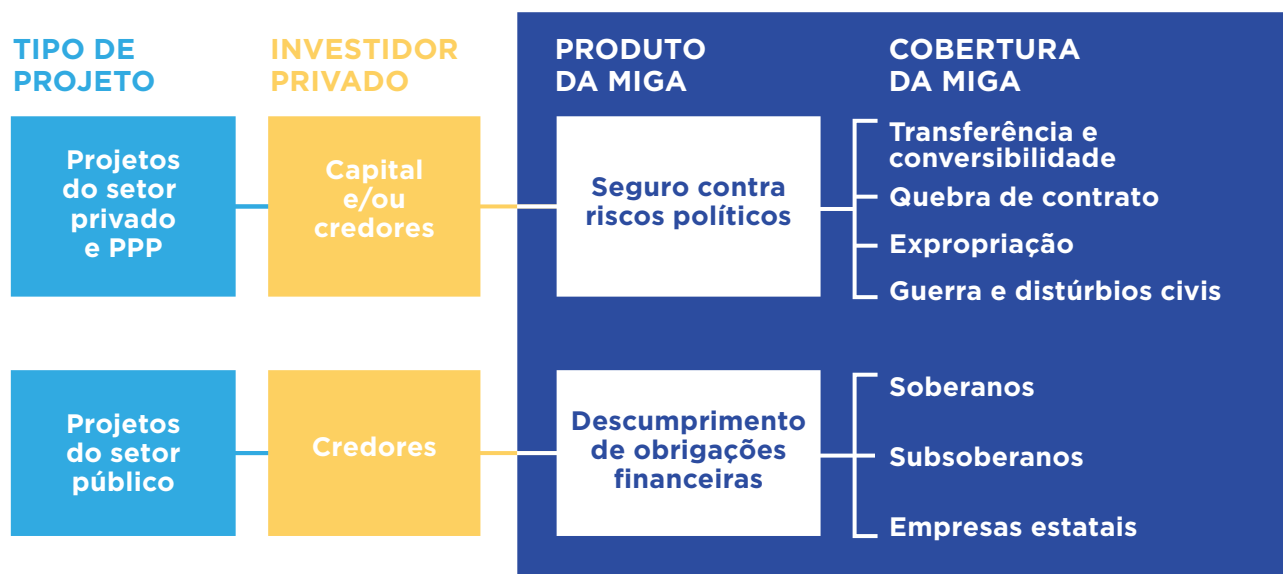 TIPO DE
PROJETO
INVESTIDOR
PRIVADO
PRODUTO
DA MIGA
COBERTURA
DA MIGA
Projetos
do setor
privado
e PPP
Capital
e/ou
credores
Seguro contra
riscos políticos
Transferência e
conversibilidade
Quebra de contrato
Expropriação
Guerra e distúrbios civis
Projetos
do setor
público
Credores
Descumprimento
de obrigações
financeiras
Soberanos
Subsoberanos
Empresas estatais